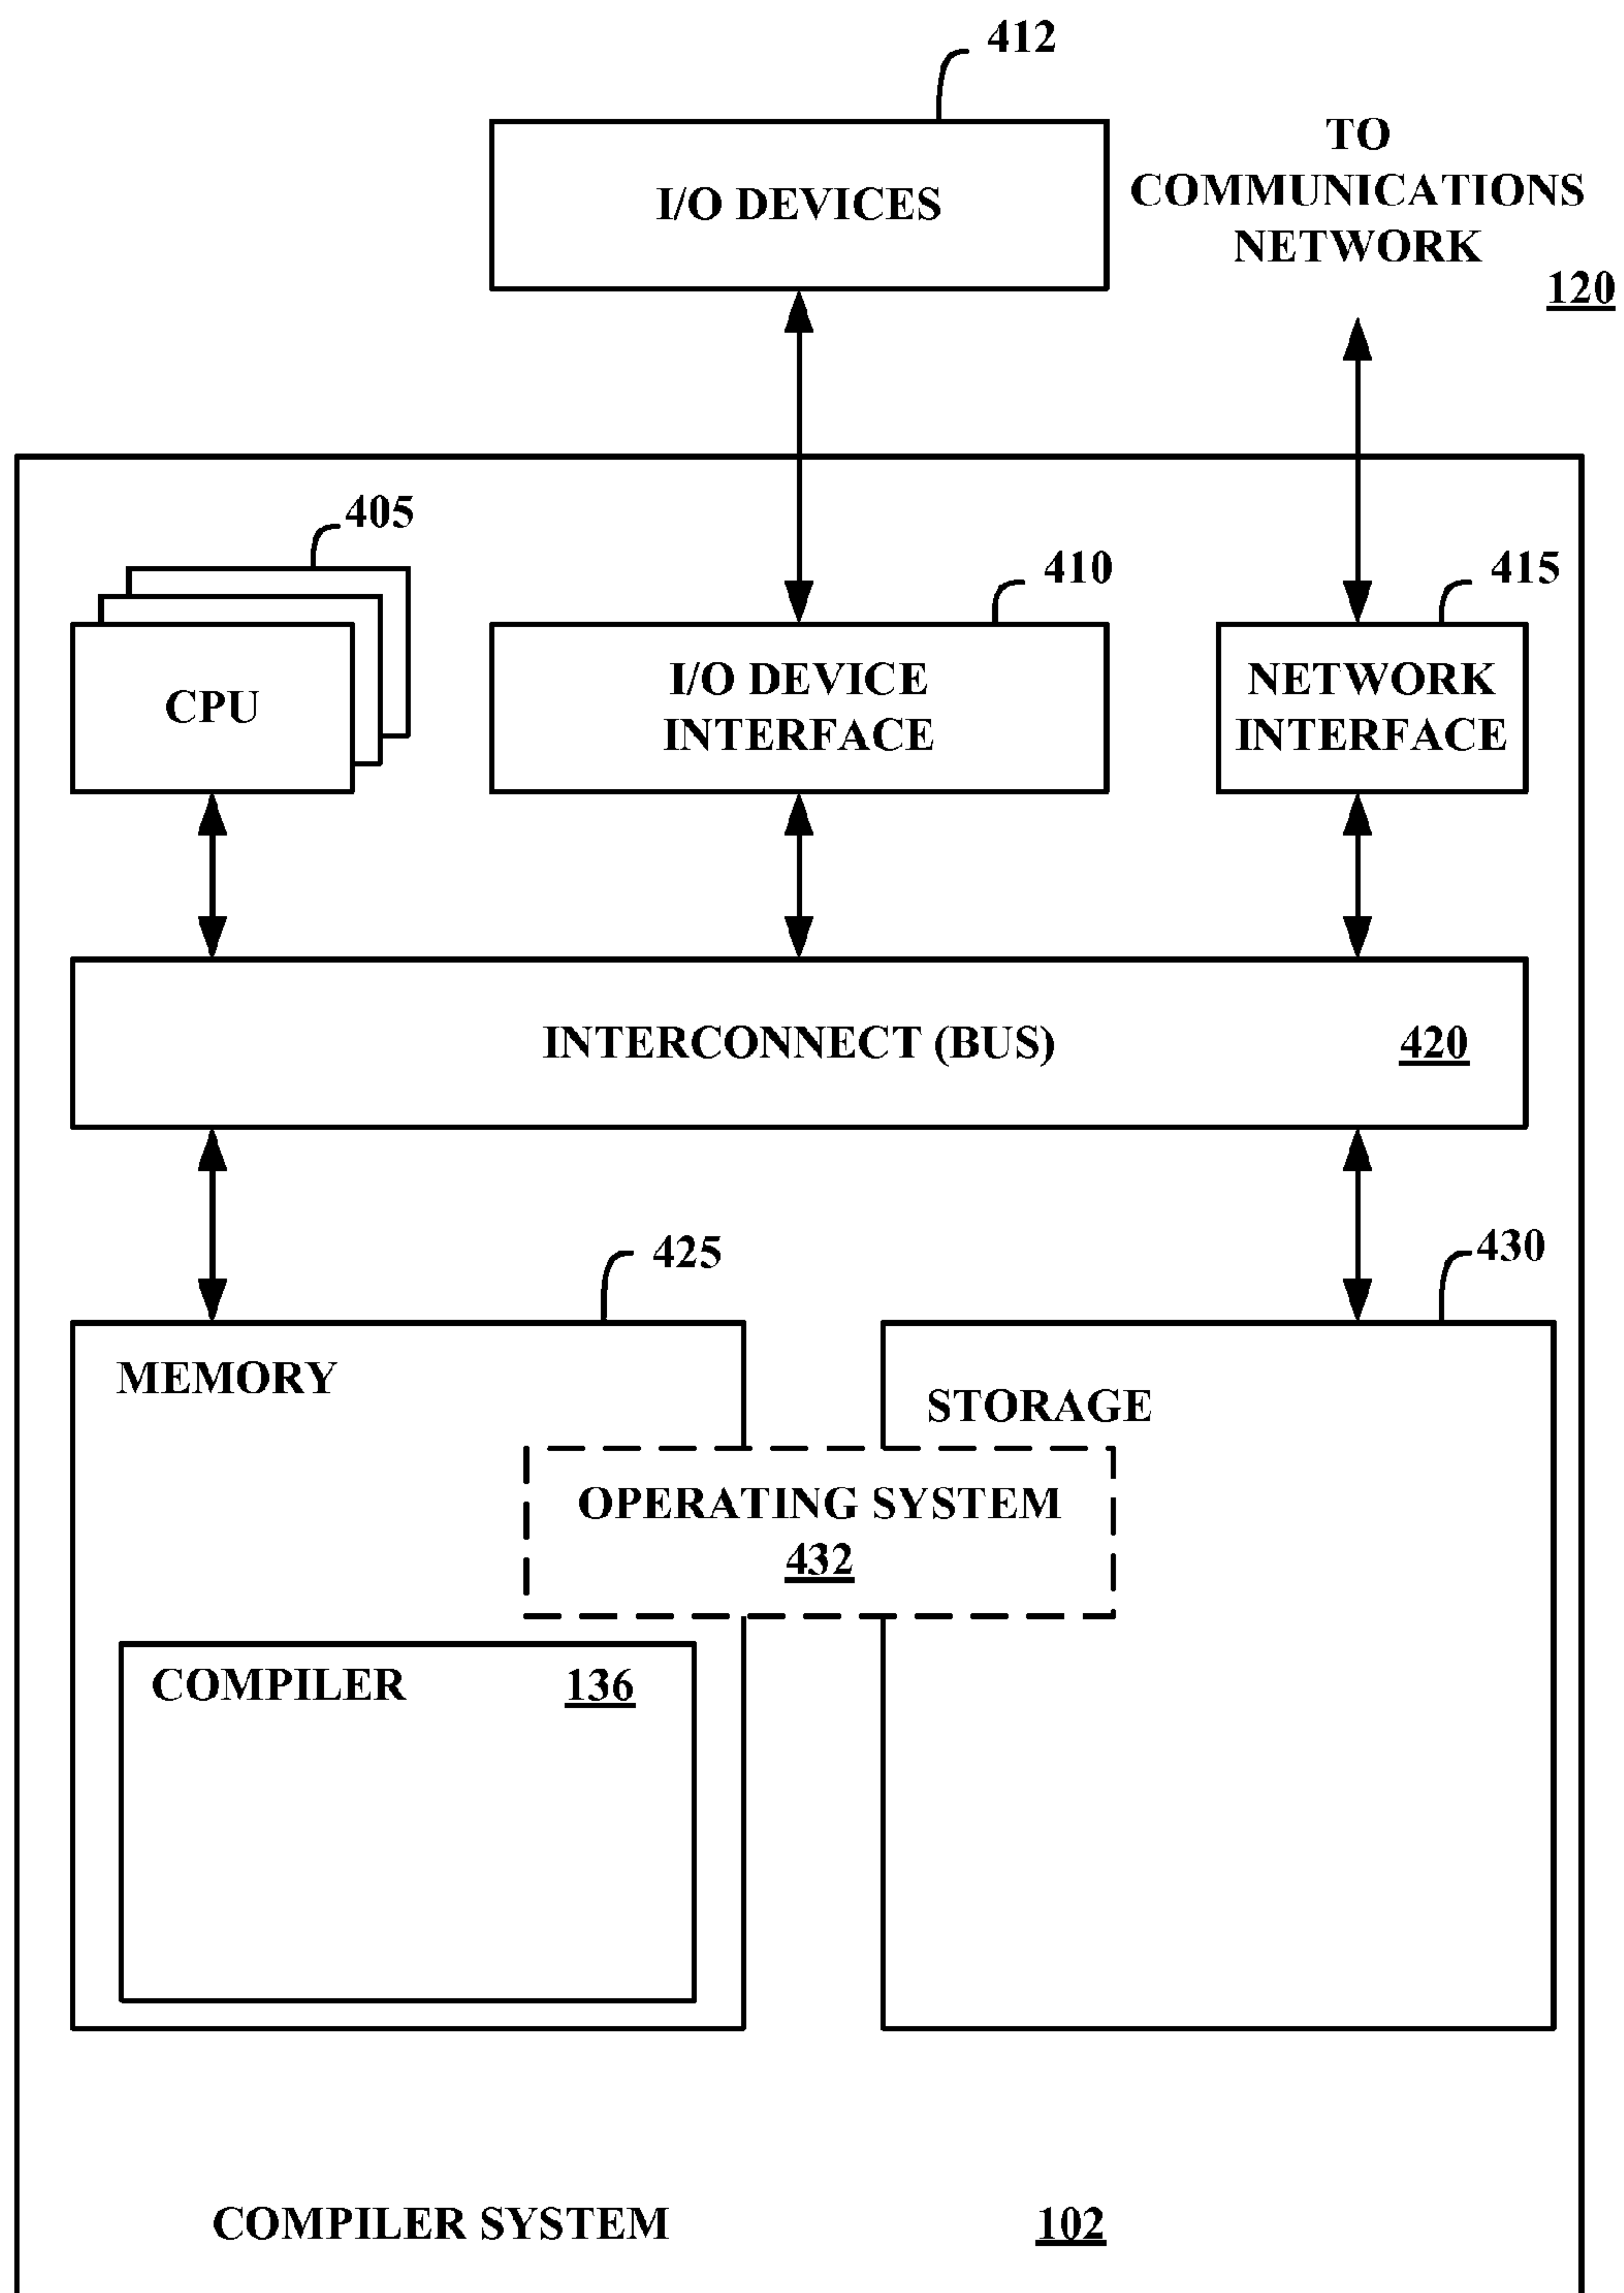 412
I/O DEVICES
TO
COMMUNICATIONS
NETWORK
120
405
CPU
410
I/O DEVICE
INTERFACE
415
NETWORK
INTERFACE
INTERCONNECT (BUS)
420
425
MEMORY
430
STORAGE
OPERATING SYSTEM
432
COMPILER
136
COMPILER SYSTEM
102